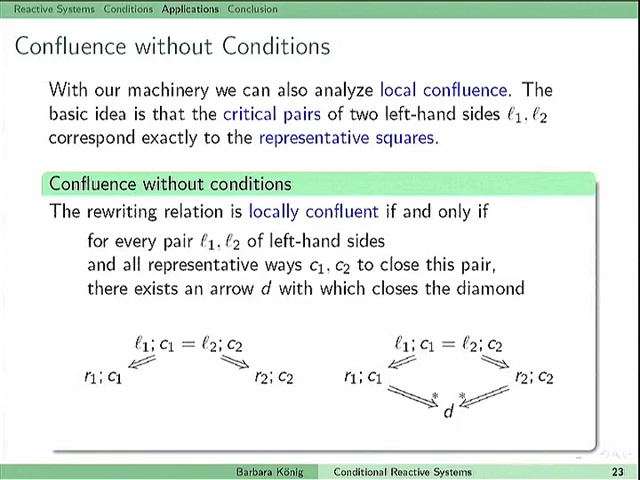 Reactive Systems Conditions Applications Conclusion
Confluence without Conditions
With our machinery we can also analyze local confluence. The
basic idea is that the critical pairs of two left-hand sides ℓ₁, ℓ₂
correspond exactly to the representative squares.
Confluence without conditions
The rewriting relation is locally confluent if and only if
for every pair ℓ₁, ℓ₂ of left-hand sides
and all representative ways c₁, c₂ to close this pair,
there exists an arrow d with which closes the diamond
ℓ₁; c₁ = ℓ₂; c₂ ℓ₁; c₁ = ℓ₂; c₂
r₁; c₁ r₂; c₂ r₁; c₁ r₂; c₂
* *
d
Barbara König Conditional Reactive Systems 23